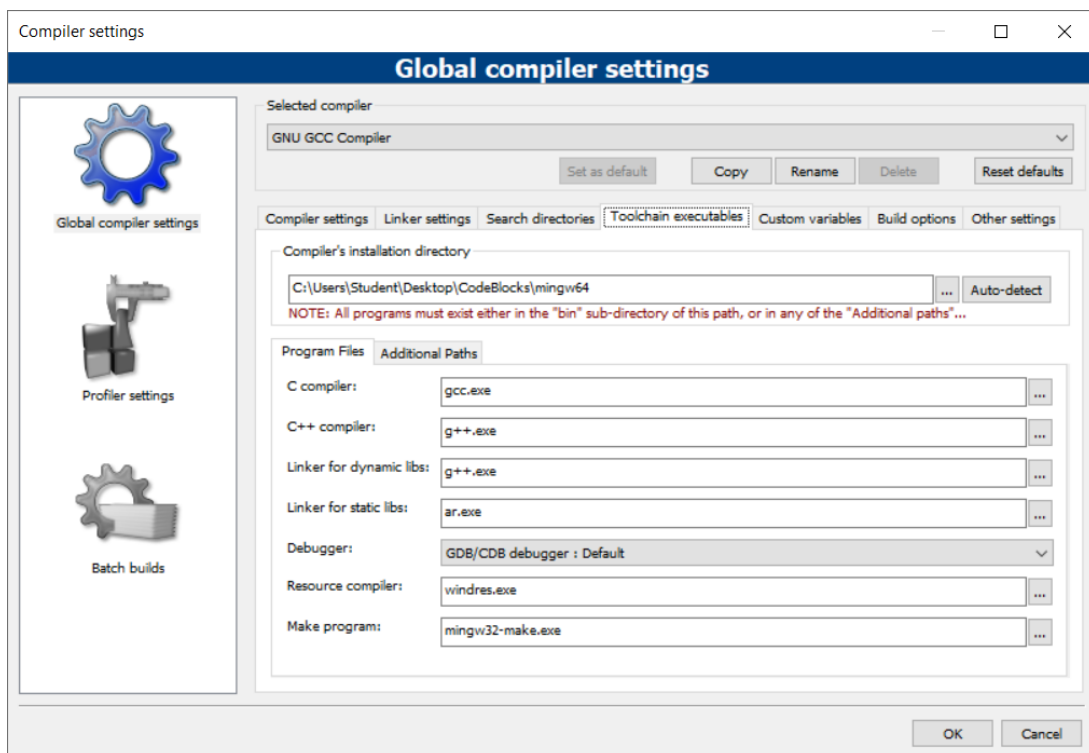 Compiler settings
Global compiler settings
Global compiler settings
Profiler settings
Batch builds
Selected compiler
GNU GCC Compiler
Set as default Copy Rename Delete Reset defaults
Compiler settings Linker settings Search directories Toolchain executables Custom variables Build options Other settings
Compiler's installation directory
C:\Users\Student\Desktop\CodeBlocks\mingw64 ... Auto-detect
NOTE: All programs must exist either in the "bin" sub-directory of this path, or in any of the "Additional paths"...
Program Files Additional Paths
C compiler: gcc.exe ...
C++ compiler: g++.exe ...
Linker for dynamic libs: g++.exe ...
Linker for static libs: ar.exe ...
Debugger: GDB/CDB debugger : Default
Resource compiler: windres.exe ...
Make program: mingw32-make.exe ...
OK Cancel